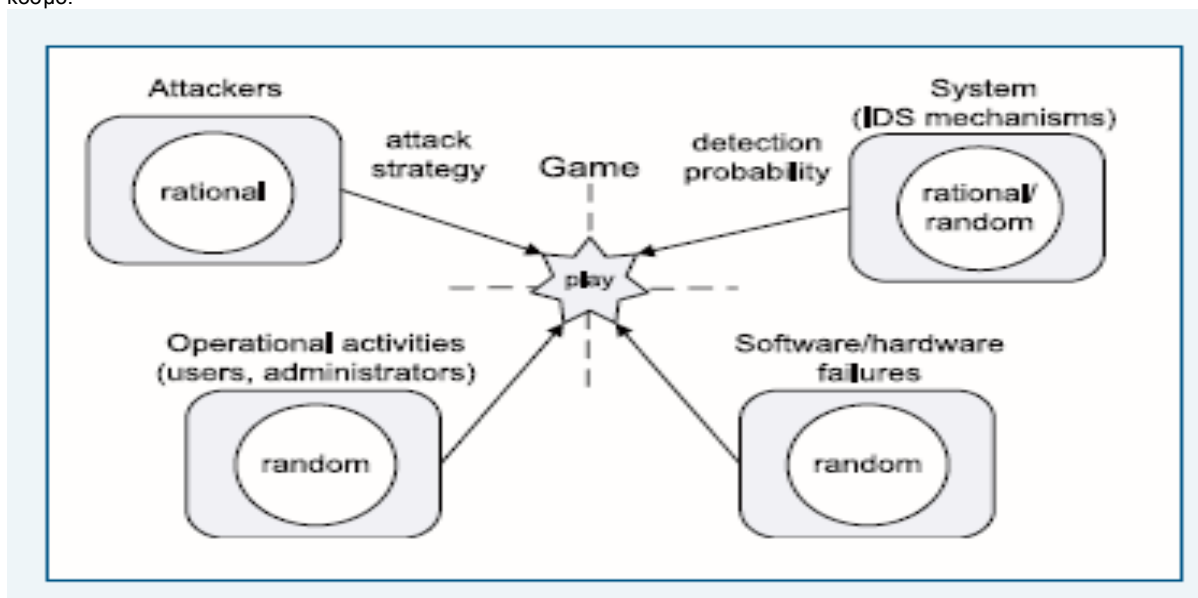 Attackers
rational
attack
strategy
Game
detection
probability
System
(IDS mechanisms)
rational/
random
play
Operational activities
(users, administrators)
random
Software/hardware
failures
random